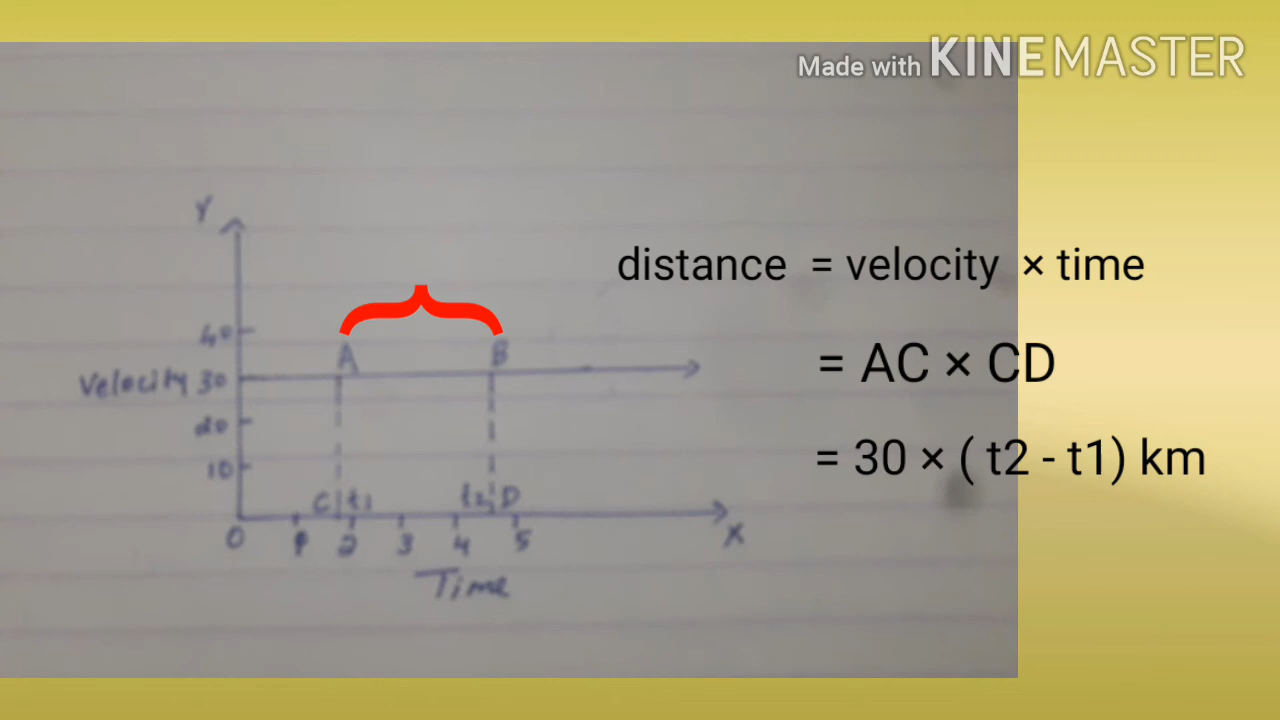 Made with KINEMASTER
Y
distance = velocity × time
40
A B
= AC × CD
Velocity 30
20
= 30 × ( t2 - t1) km
10
C t1 t2 D
0 1 2 3 4 5 X
Time